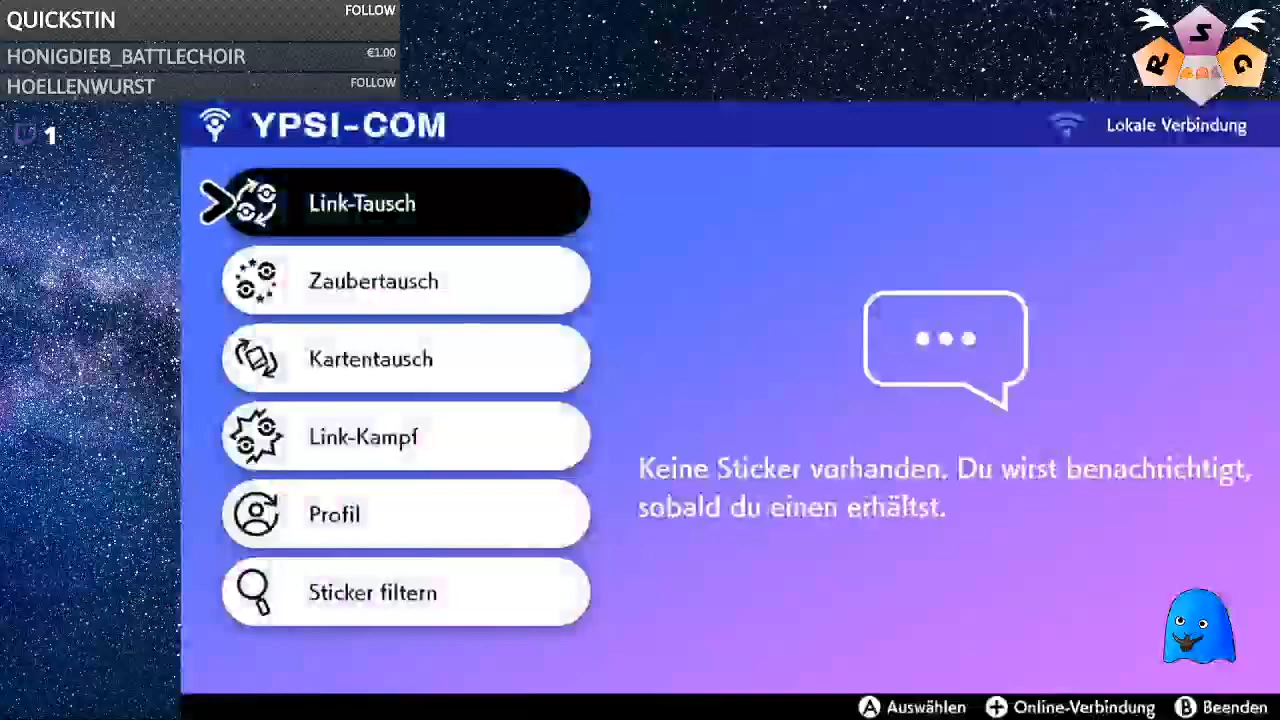 QUICKSTIN FOLLOW
HONIGDIEB_BATTLECHOIR €1.00
HOELLENWURST FOLLOW
1
R S G
YPSI-COM
Lokale Verbindung
Link-Tausch
Zaubertausch
Kartentausch
Link-Kampf
Profil
Sticker filtern
Keine Sticker vorhanden. Du wirst benachrichtigt,
sobald du einen erhältst.
A Auswählen + Online-Verbindung B Beenden